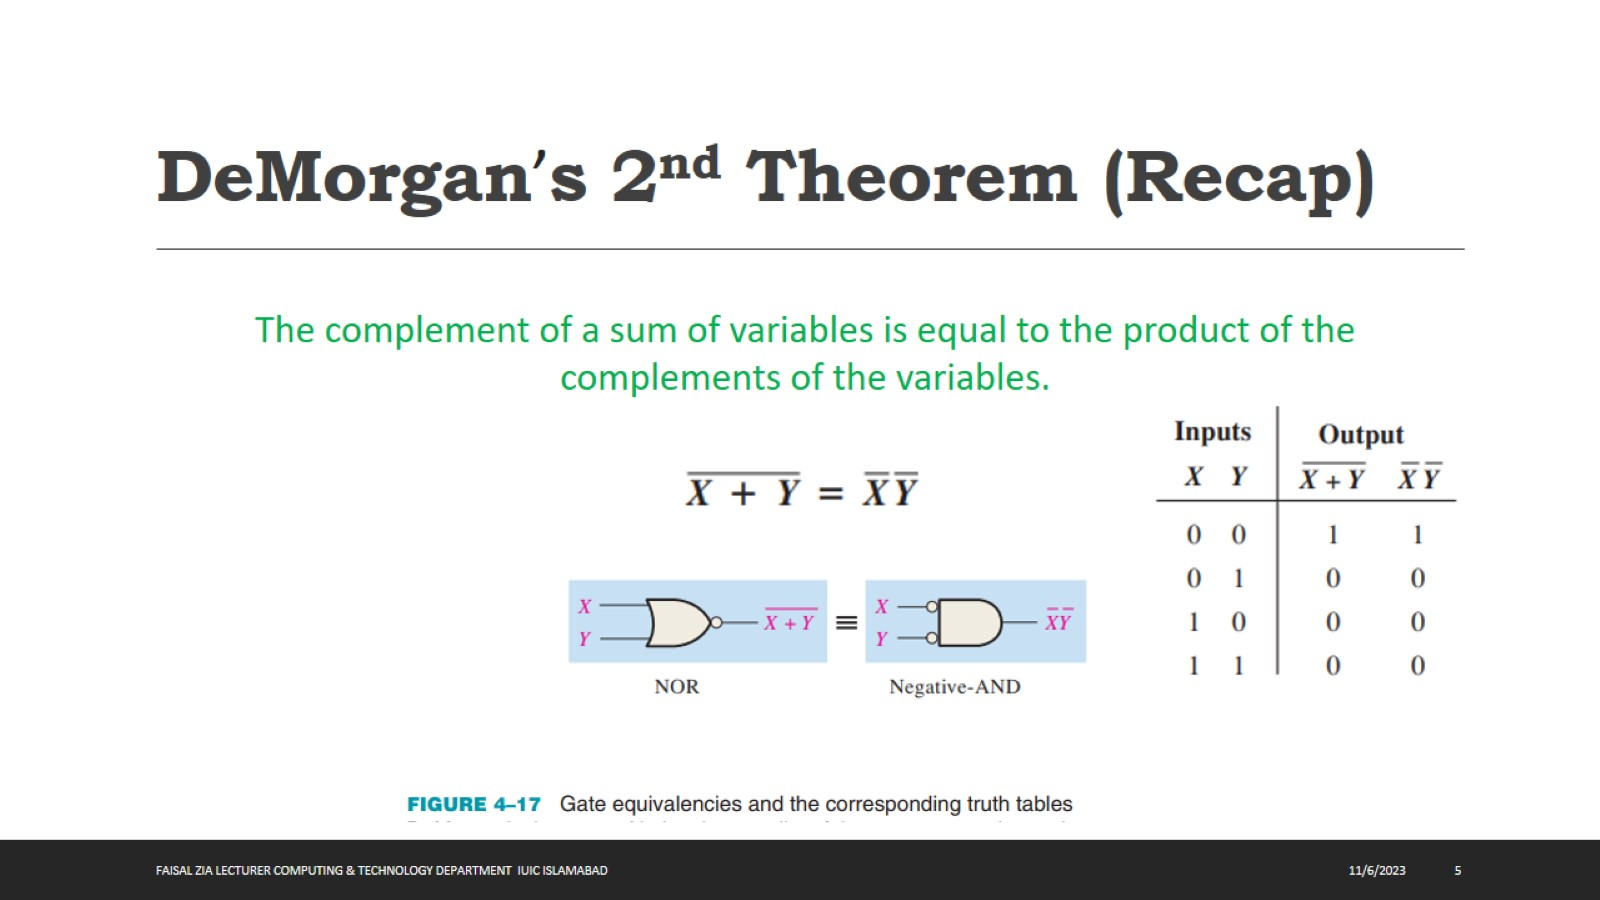 DeMorgan's 2nd Theorem (Recap)
The complement of a sum of variables is equal to the product of the
complements of the variables.
X̅ ̅+̅ ̅Y̅ = X̅Y̅
Inputs Output
X Y X̅ ̅+̅ ̅Y̅ X̅ Y̅
0 0 1 1
0 1 0 0
1 0 0 0
1 1 0 0
X
Y
X̅ ̅+̅ ̅Y̅
≡
X
Y
X̅Y̅
NOR Negative-AND
FIGURE 4–17 Gate equivalencies and the corresponding truth tables
FAISAL ZIA LECTURER COMPUTING & TECHNOLOGY DEPARTMENT IUIC ISLAMABAD 11/6/2023 5